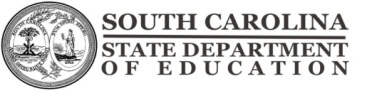 SOUTH CAROLINA
STATE DEPARTMENT
OF EDUCATION